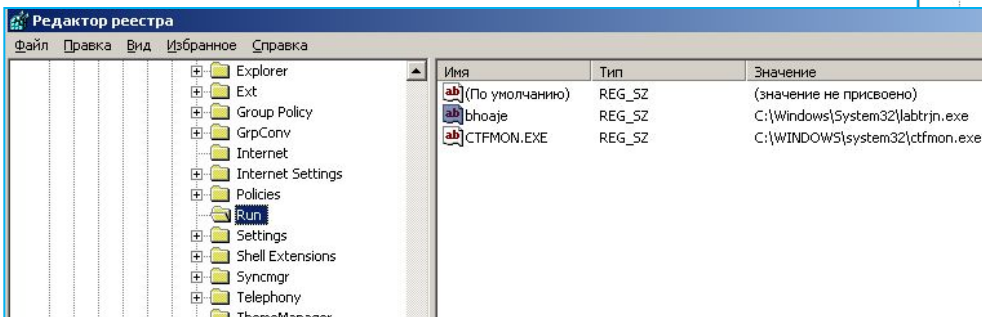 Редактор реестра
Файл Правка Вид Избранное Справка
Explorer
Ext
Group Policy
GrpConv
Internet
Internet Settings
Policies
Run
Settings
Shell Extensions
Syncmgr
Telephony
ThemeManager
Имя Тип Значение
(По умолчанию) REG_SZ (значение не присвоено)
bhoaje REG_SZ C:\Windows\System32\labtrjn.exe
CTFMON.EXE REG_SZ C:\WINDOWS\system32\ctfmon.exe